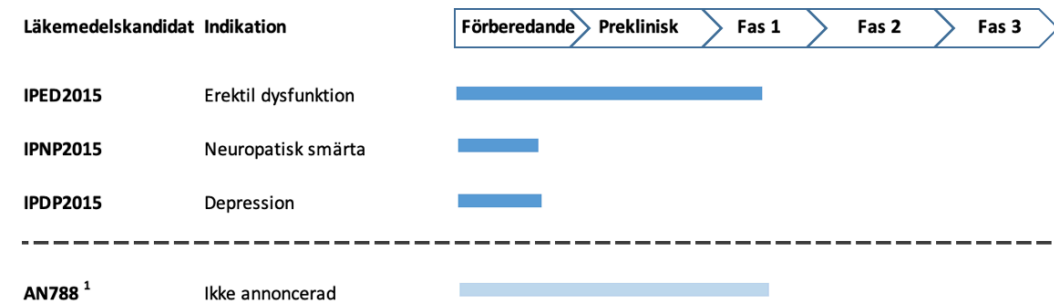 Läkemedelskandidat Indikation Förberedande Preklinisk Fas 1 Fas 2 Fas 3
IPED2015 Erektil dysfunktion
IPNP2015 Neuropatisk smärta
IPDP2015 Depression
AN788 1 Ikke annoncerad